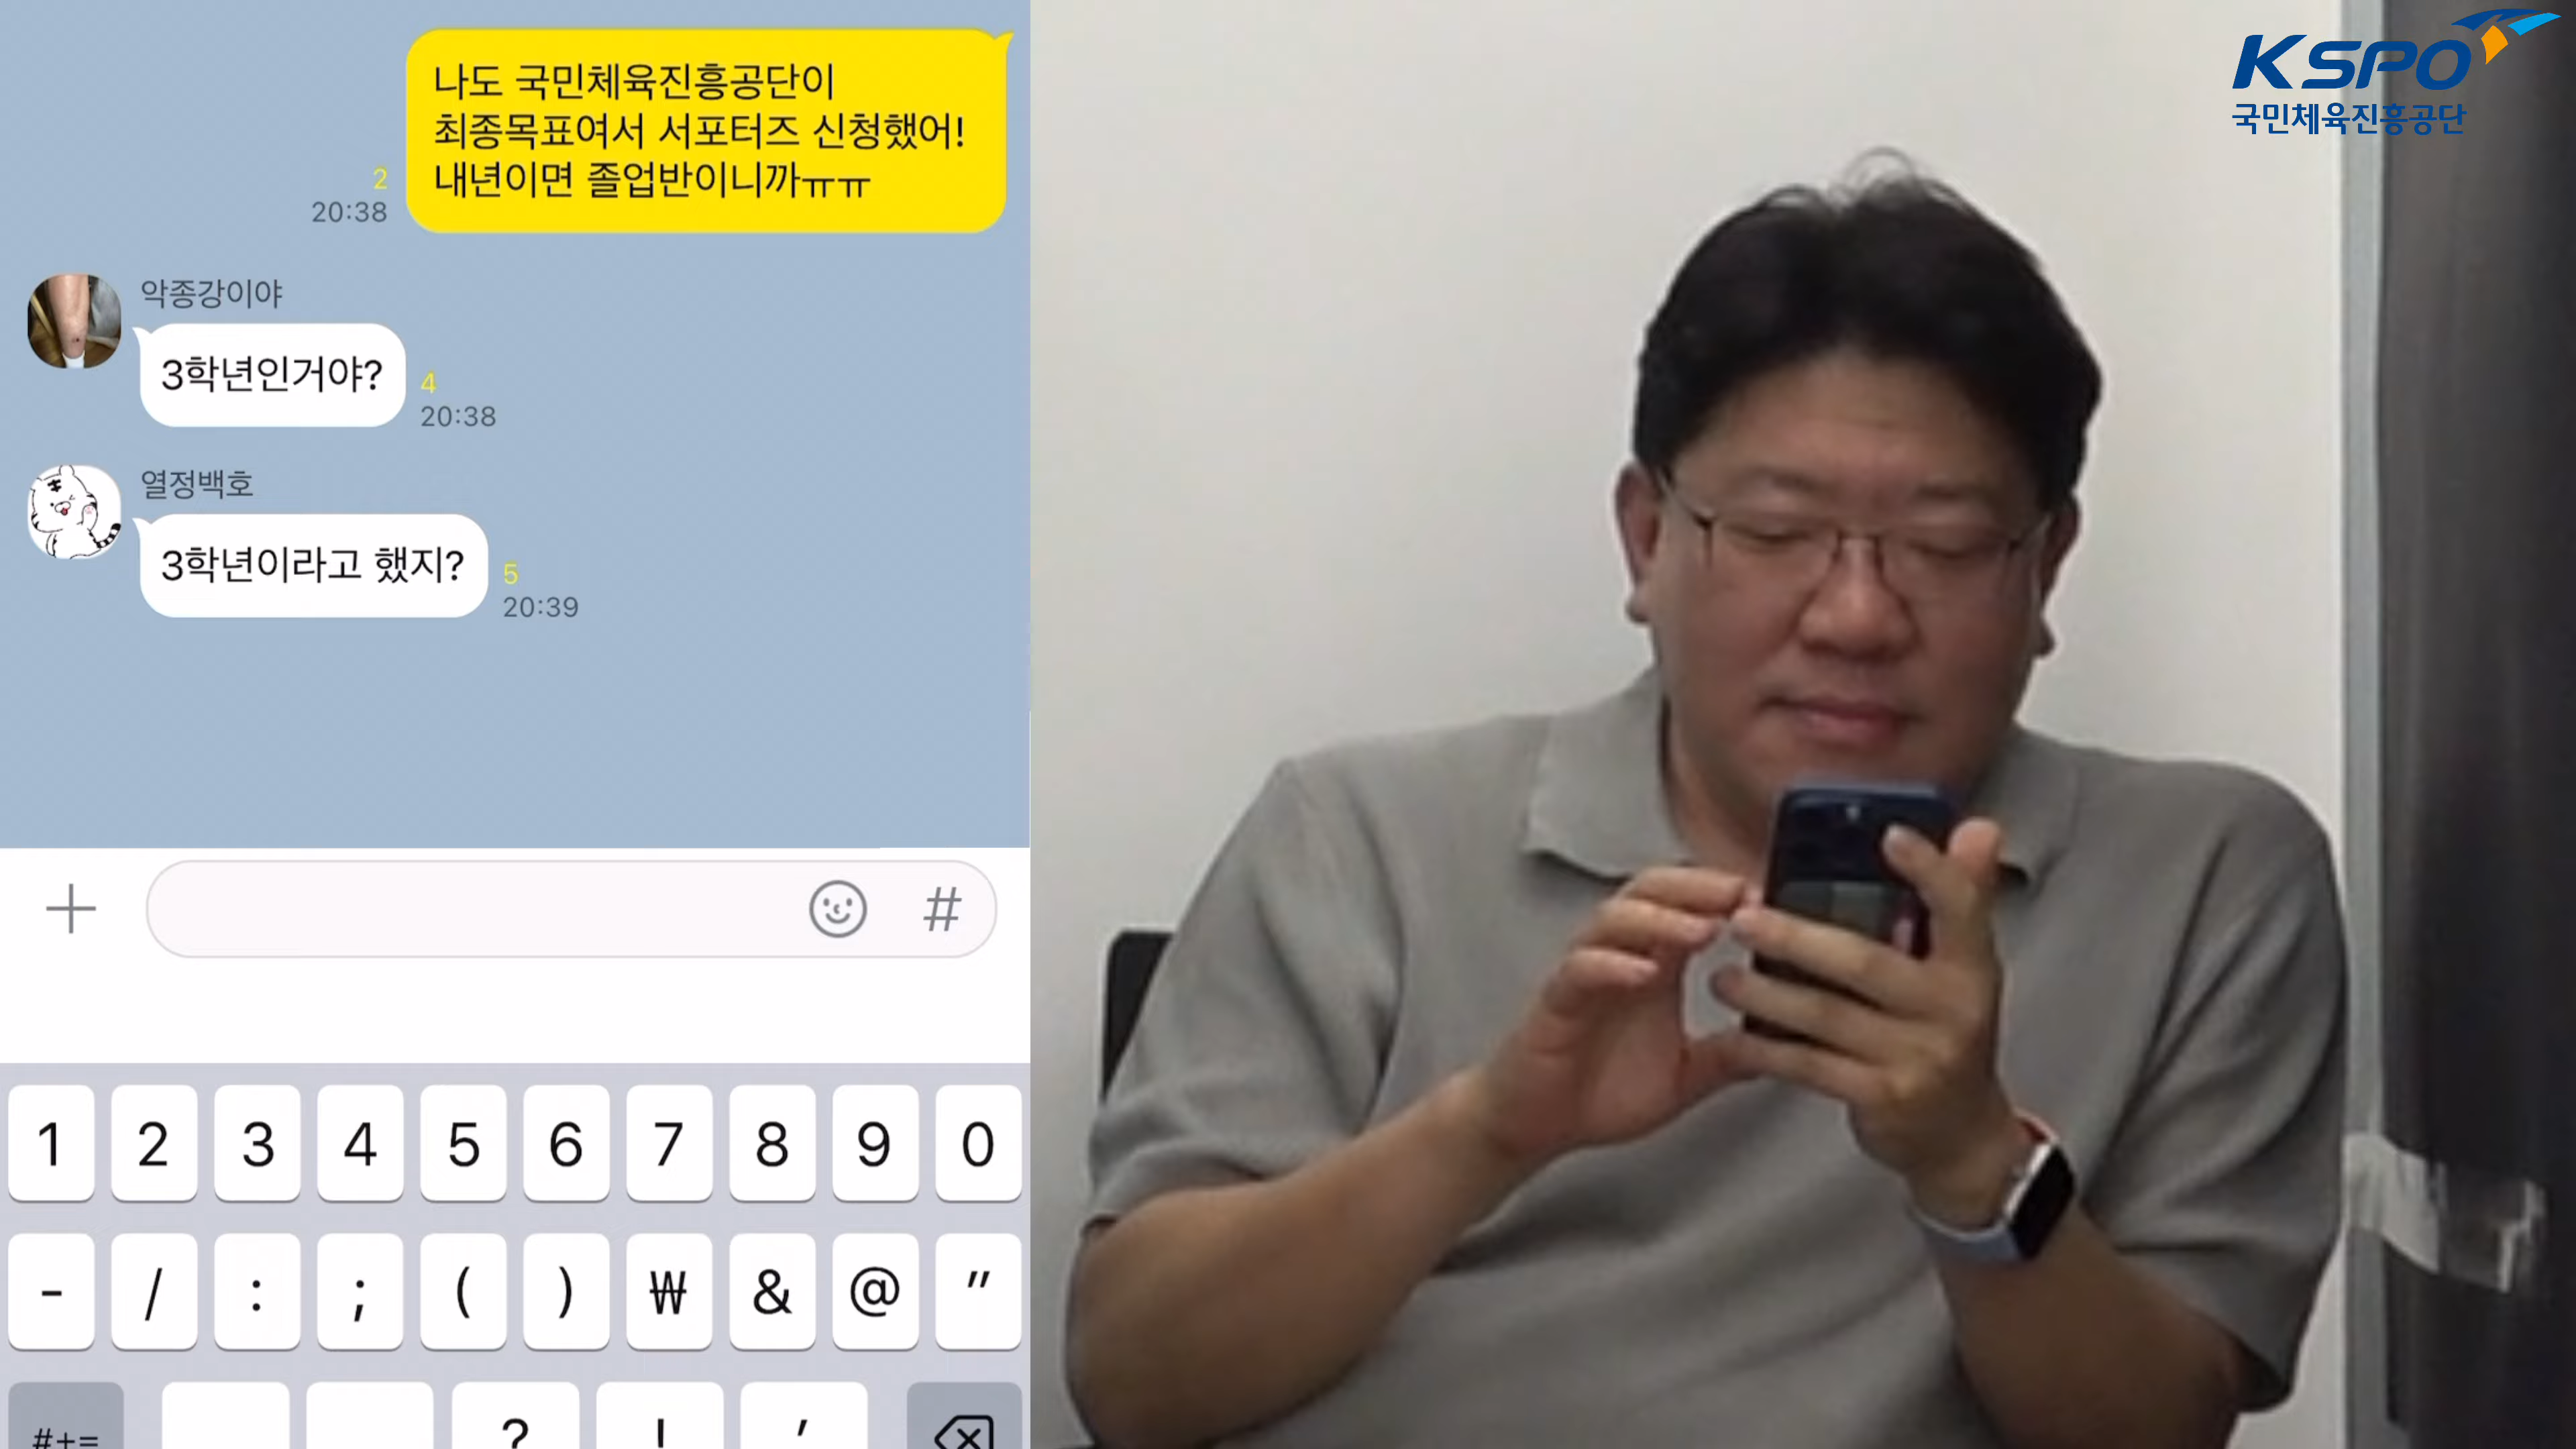 나도 국민체육진흥공단이
최종목표여서 서포터즈 신청했어!
내년이면 졸업반이니까ㅠㅠ
2
20:38
악종강이야
3학년인거야?
4
20:38
열정백호
3학년이라고 했지?
5
20:39
#
1 2 3 4 5 6 7 8 9 0
- / : ; ( ) ₩ & @ "
#+= ? ! '
KSPO
국민체육진흥공단